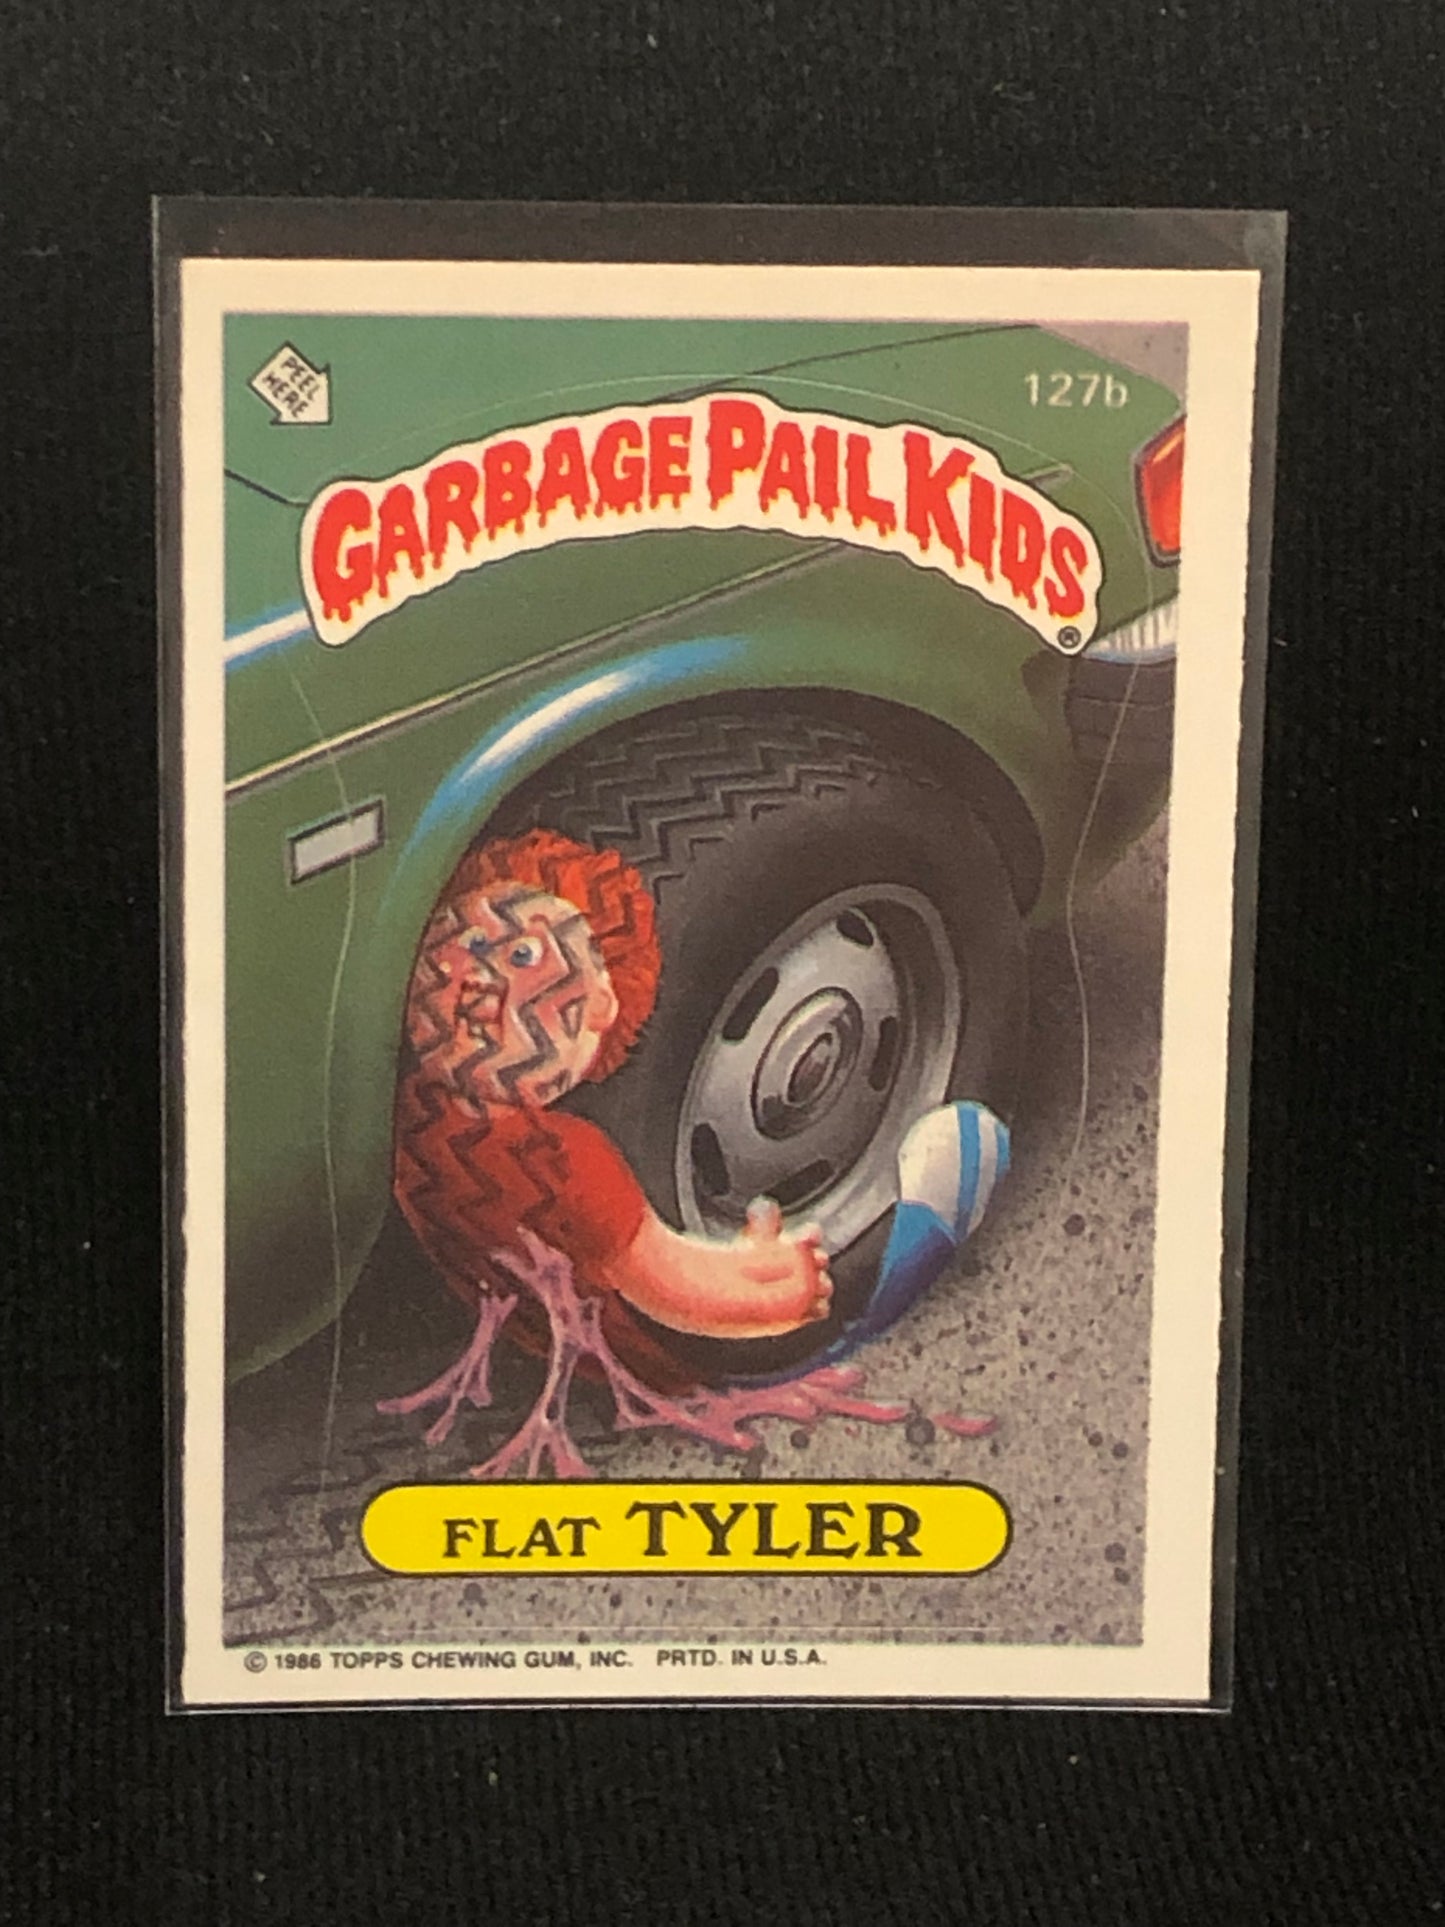 PEEL
HERE
127b
GARBAGE PAIL KIDS
®
FLAT TYLER
© 1986 TOPPS CHEWING GUM, INC. PRTD. IN U.S.A.